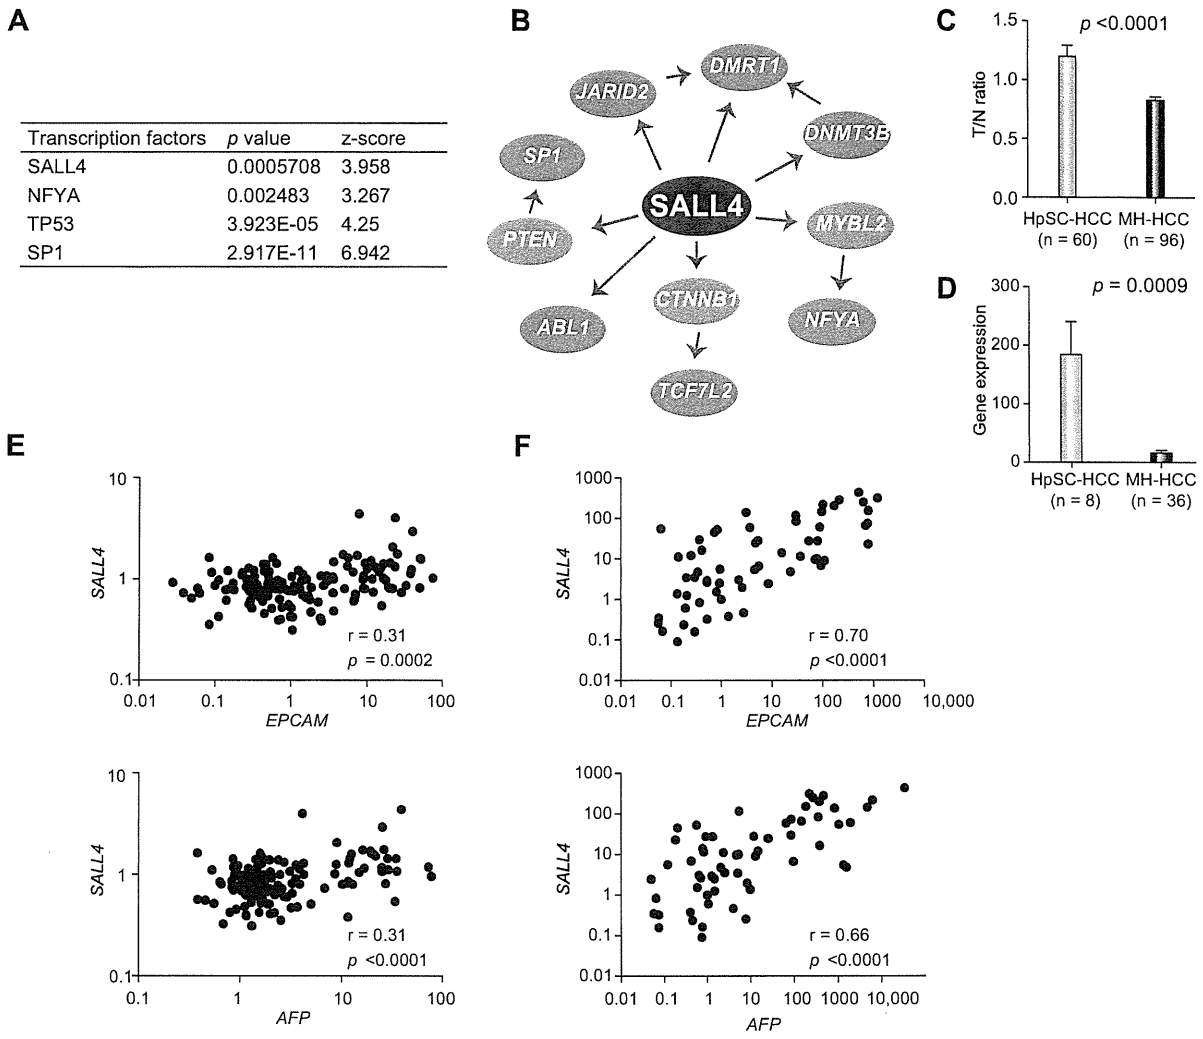 A
Transcription factors p value z-score
SALL4 0.0005708 3.958
NFYA 0.002483 3.267
TP53 3.923E-05 4.25
SP1 2.917E-11 6.942
B
DMRT1
JARID2
DNMT3B
SP1
SALL4
MYBL2
PTEN
CTNNB1
ABL1
NFYA
TCF7L2
C
p <0.0001
T/N ratio
1.5
1.0
0.5
0.0
HpSC-HCC MH-HCC
(n = 60) (n = 96)
D
p = 0.0009
Gene expression
300
200
100
0
HpSC-HCC MH-HCC
(n = 8) (n = 36)
E
SALL4
10
1
0.1
r = 0.31
p = 0.0002
0.01 0.1 1 10 100
EPCAM
SALL4
10
1
0.1
r = 0.31
p <0.0001
0.1 1 10 100
AFP
F
SALL4
1000
100
10
1
0.1
0.01
r = 0.70
p <0.0001
0.01 0.1 1 10 100 1000 10,000
EPCAM
SALL4
1000
100
10
1
0.1
0.01
r = 0.66
p <0.0001
0.01 0.1 1 10 100 1000 10,000
AFP